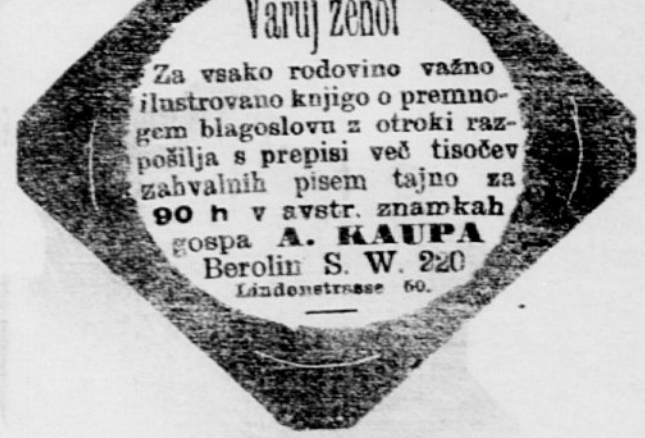 Varuj ženo!
Za vsako rodovino važno
ilustrovano knjigo o premno-
gem blagoslovu z otroki raz-
pošilja s prepisi več tisočev
zahvalnih pisem tajno za
90 h v avstr. znamkah
gospa A. KAUPA
Berolin S. W. 220
Lindenstrasse 50.